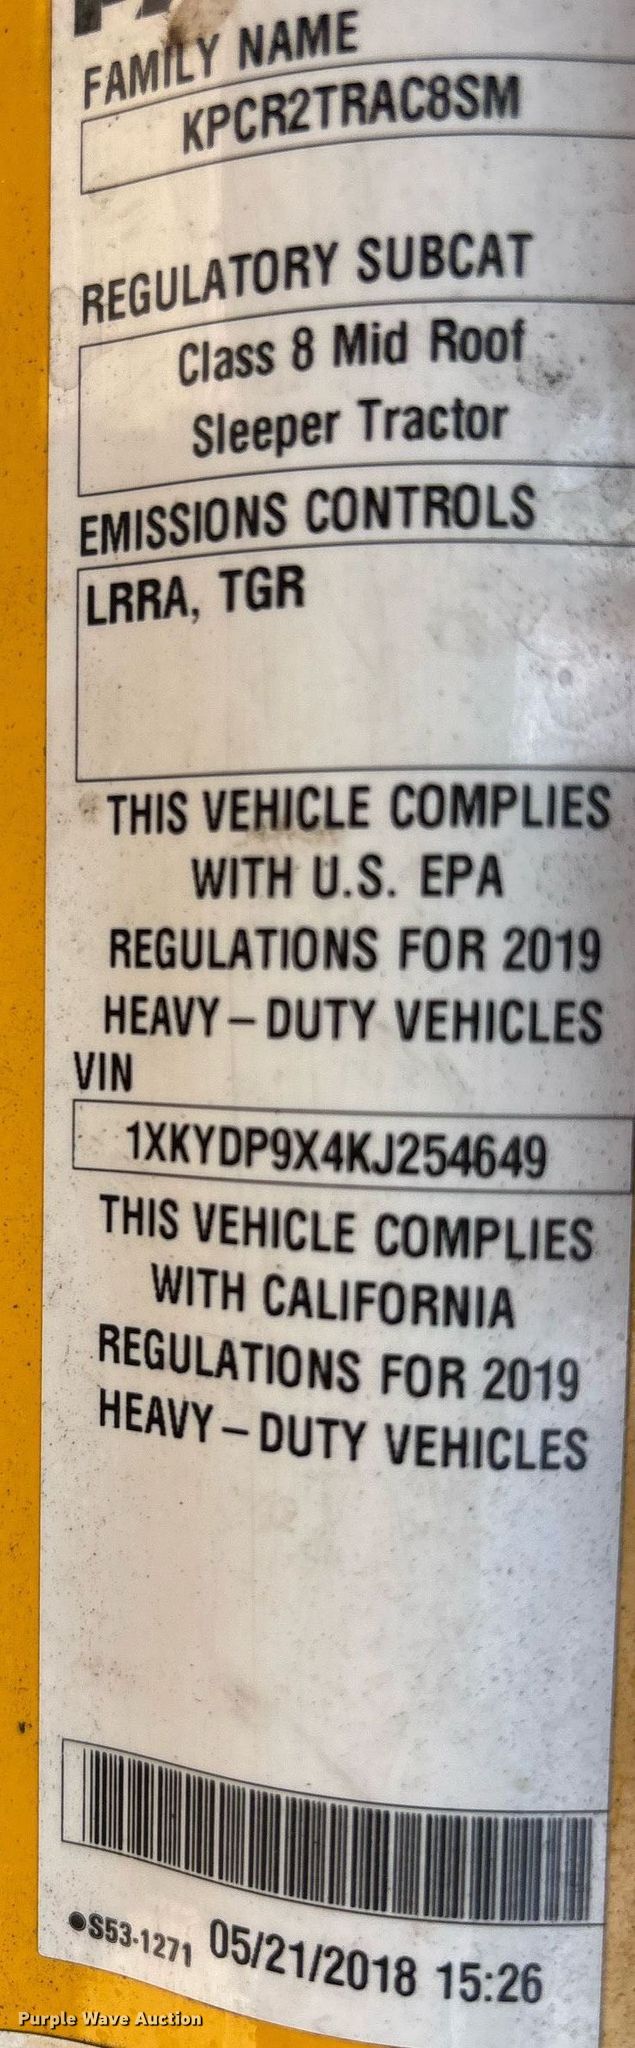 FAMILY NAME
KPCR2TRAC8SM
REGULATORY SUBCAT
Class 8 Mid Roof
Sleeper Tractor
EMISSIONS CONTROLS
LRRA, TGR
THIS VEHICLE COMPLIES
WITH U.S. EPA
REGULATIONS FOR 2019
HEAVY-DUTY VEHICLES
VIN
1XKYDP9X4KJ254649
THIS VEHICLE COMPLIES
WITH CALIFORNIA
REGULATIONS FOR 2019
HEAVY-DUTY VEHICLES
●S53-1271 05/21/2018 15:26
Purple Wave Auction